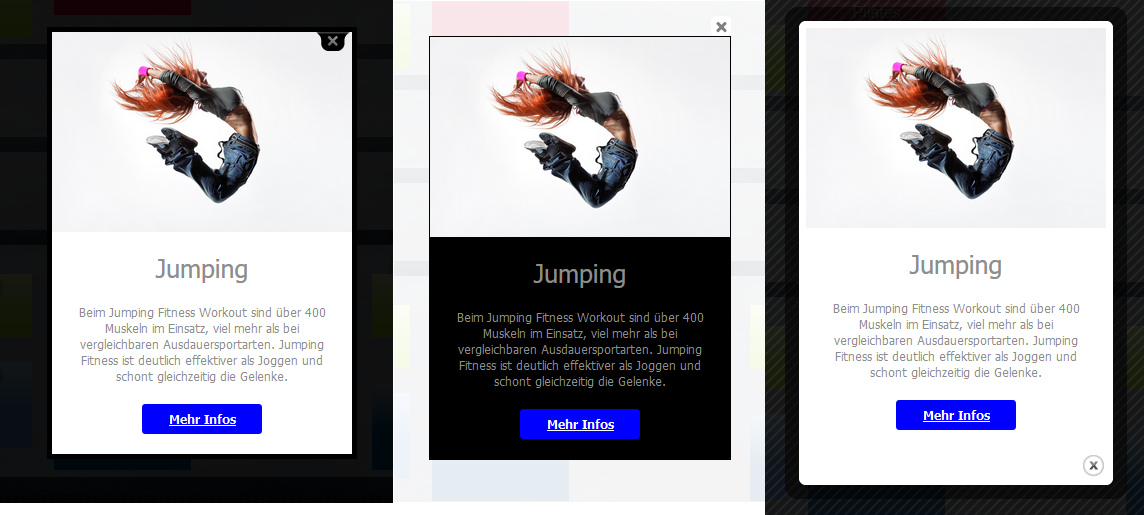 Jumping
Beim Jumping Fitness Workout sind über 400
Muskeln im Einsatz, viel mehr als bei
vergleichbaren Ausdauersportarten. Jumping
Fitness ist deutlich effektiver als Joggen und
schont gleichzeitig die Gelenke.
Mehr Infos
Jumping
Beim Jumping Fitness Workout sind über 400
Muskeln im Einsatz, viel mehr als bei
vergleichbaren Ausdauersportarten. Jumping
Fitness ist deutlich effektiver als Joggen und
schont gleichzeitig die Gelenke.
Mehr Infos
Jumping
Beim Jumping Fitness Workout sind über 400
Muskeln im Einsatz, viel mehr als bei
vergleichbaren Ausdauersportarten. Jumping
Fitness ist deutlich effektiver als Joggen und
schont gleichzeitig die Gelenke.
Mehr Infos